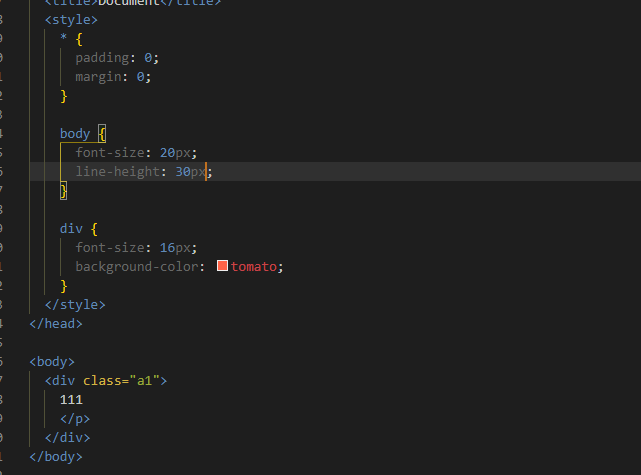 <title>Document</title>
<style>
* {
padding: 0;
margin: 0;
}
body {
font-size: 20px;
line-height: 30px;
}
div {
font-size: 16px;
background-color: tomato;
}
</style>
</head>
<body>
<div class="a1">
111
</p>
</div>
</body>